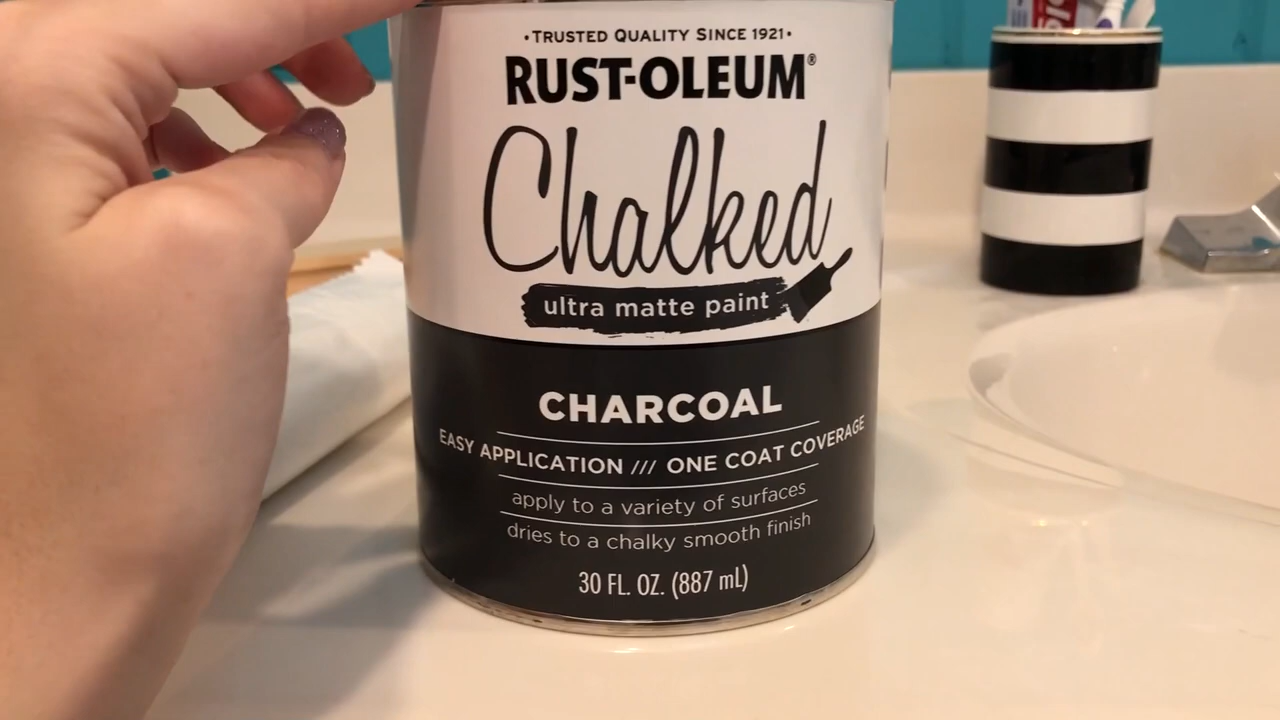 •TRUSTED QUALITY SINCE 1921•
RUST-OLEUM®
Chalked
ultra matte paint
CHARCOAL
EASY APPLICATION /// ONE COAT COVERAGE
apply to a variety of surfaces
dries to a chalky smooth finish
30 FL. OZ. (887 mL)